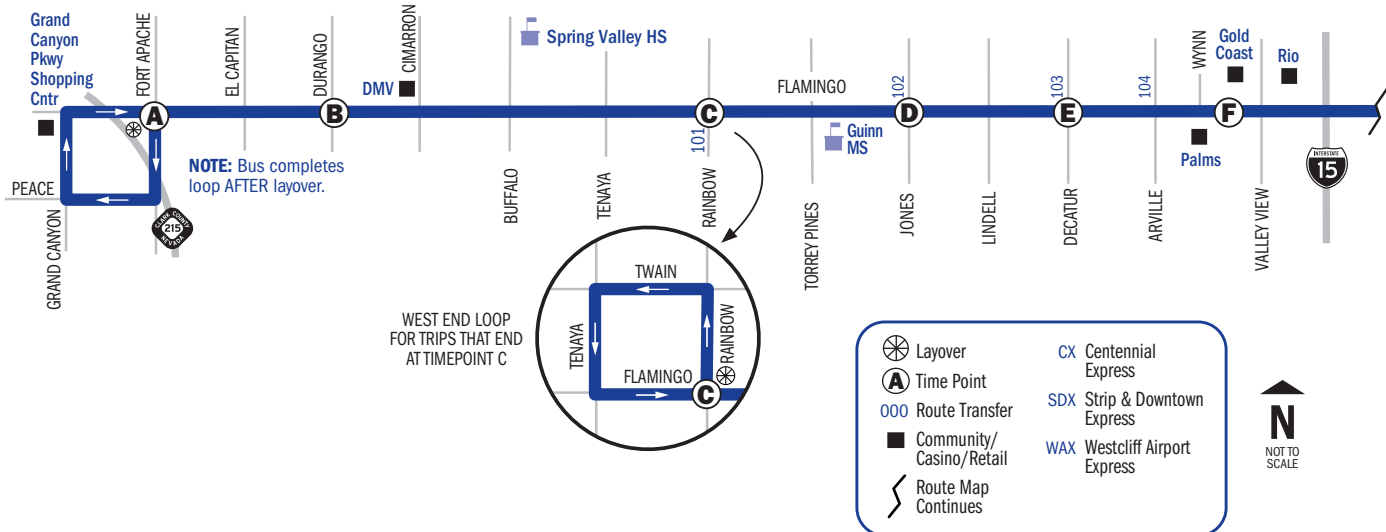 Grand
Canyon
Pkwy
Shopping
Cntr
FORT APACHE
EL CAPITAN
DURANGO
CIMARRON
DMV
Spring Valley HS
FLAMINGO
102
103
104
WYNN
Gold
Coast
Rio
A
B
C
D
E
F
101
Guinn
MS
Palms
INTERSTATE
15
NOTE: Bus completes
loop AFTER layover.
PEACE
GRAND CANYON
CLARK COUNTY
215
NEVADA
BUFFALO
TENAYA
RAINBOW
TORREY PINES
JONES
LINDELL
DECATUR
ARVILLE
VALLEY VIEW
WEST END LOOP
FOR TRIPS THAT END
AT TIMEPOINT C
TWAIN
TENAYA
RAINBOW
FLAMINGO
C
Layover
A Time Point
000 Route Transfer
Community/
Casino/Retail
Route Map
Continues
CX Centennial
Express
SDX Strip & Downtown
Express
WAX Westcliff Airport
Express
N
NOT TO
SCALE